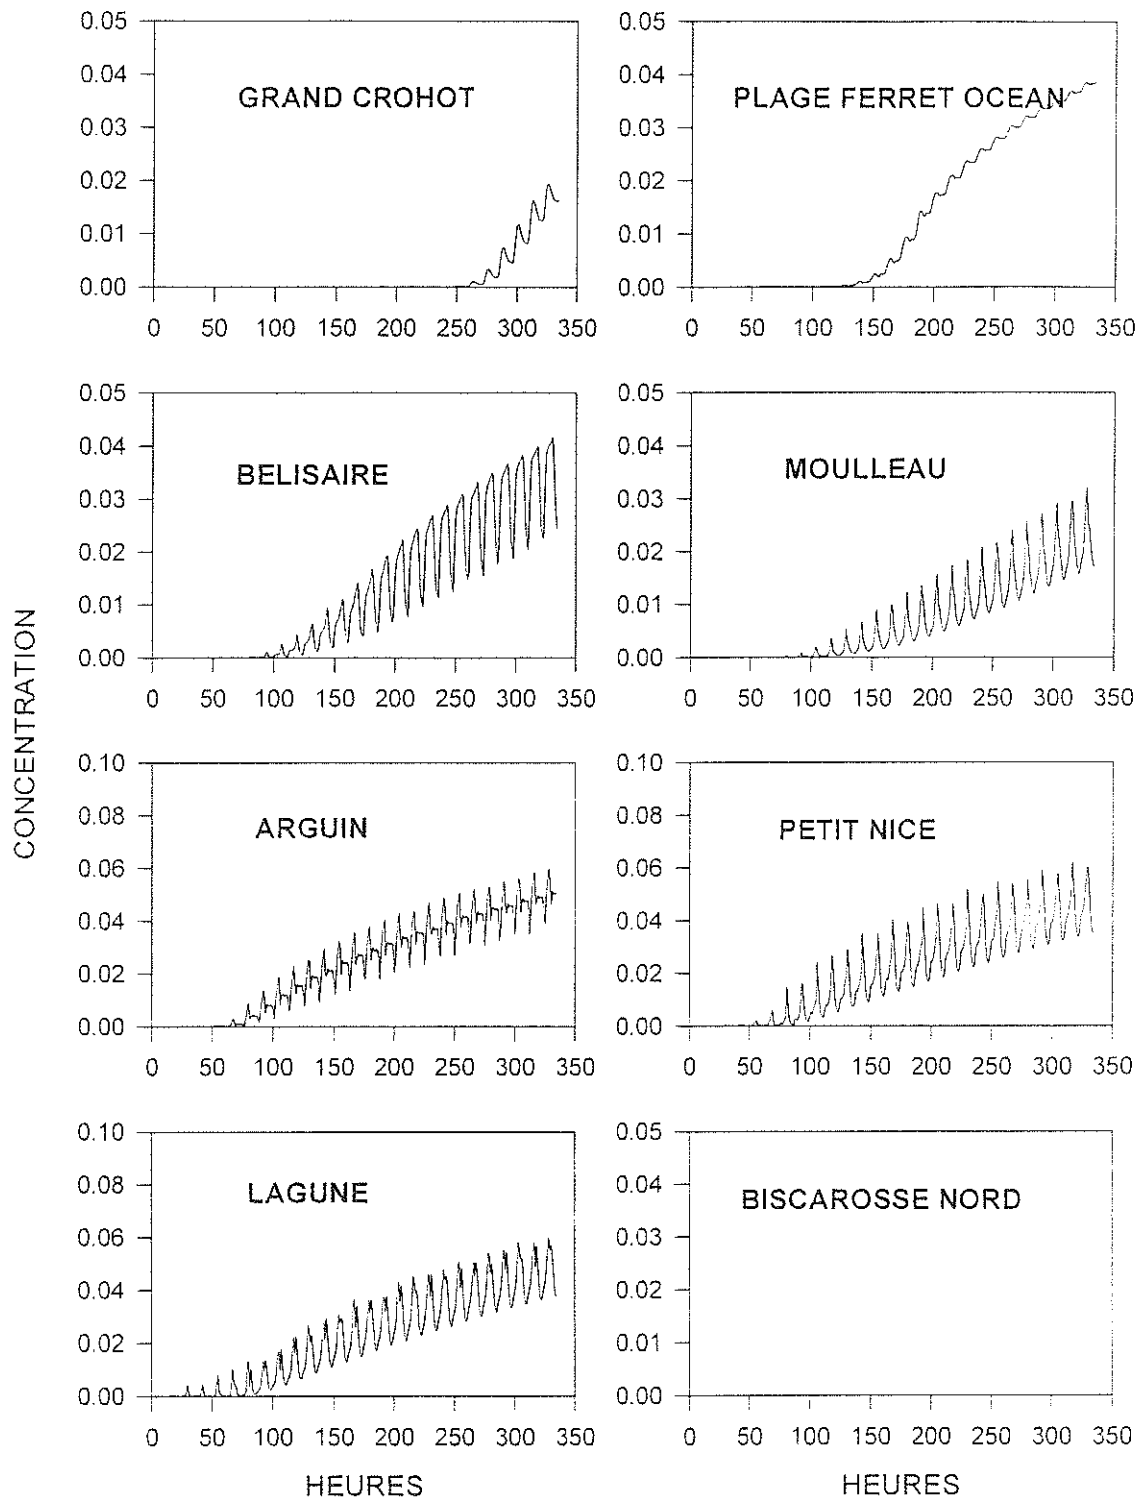 CONCENTRATION
0.05
0.04
0.03
0.02
0.01
0.00
GRAND CROHOT
0 50 100 150 200 250 300 350
0.05
0.04
0.03
0.02
0.01
0.00
PLAGE FERRET OCEAN
0 50 100 150 200 250 300 350
0.05
0.04
0.03
0.02
0.01
0.00
BELISAIRE
0 50 100 150 200 250 300 350
0.05
0.04
0.03
0.02
0.01
0.00
MOULLEAU
0 50 100 150 200 250 300 350
0.10
0.08
0.06
0.04
0.02
0.00
ARGUIN
0 50 100 150 200 250 300 350
0.10
0.08
0.06
0.04
0.02
0.00
PETIT NICE
0 50 100 150 200 250 300 350
0.10
0.08
0.06
0.04
0.02
0.00
LAGUNE
0 50 100 150 200 250 300 350
HEURES
0.05
0.04
0.03
0.02
0.01
0.00
BISCAROSSE NORD
0 50 100 150 200 250 300 350
HEURES